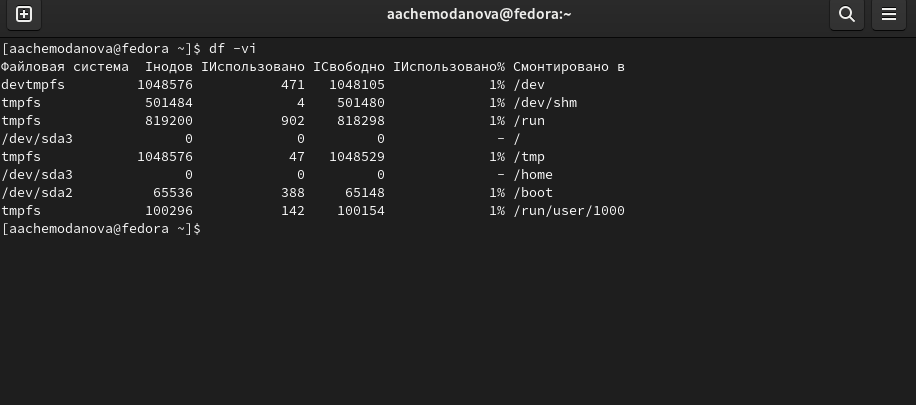 aachemodanova@fedora:~
[aachemodanova@fedora ~]$ df -vi
Файловая система  Iнодов IИспользовано IСвободно IИспользовано% Смонтировано в
devtmpfs         1048576           471   1048105             1% /dev
tmpfs             501484             4    501480             1% /dev/shm
tmpfs             819200           902    818298             1% /run
/dev/sda3              0             0         0              - /
tmpfs            1048576            47   1048529             1% /tmp
/dev/sda3              0             0         0              - /home
/dev/sda2          65536           388     65148             1% /boot
tmpfs             100296           142    100154             1% /run/user/1000
[aachemodanova@fedora ~]$